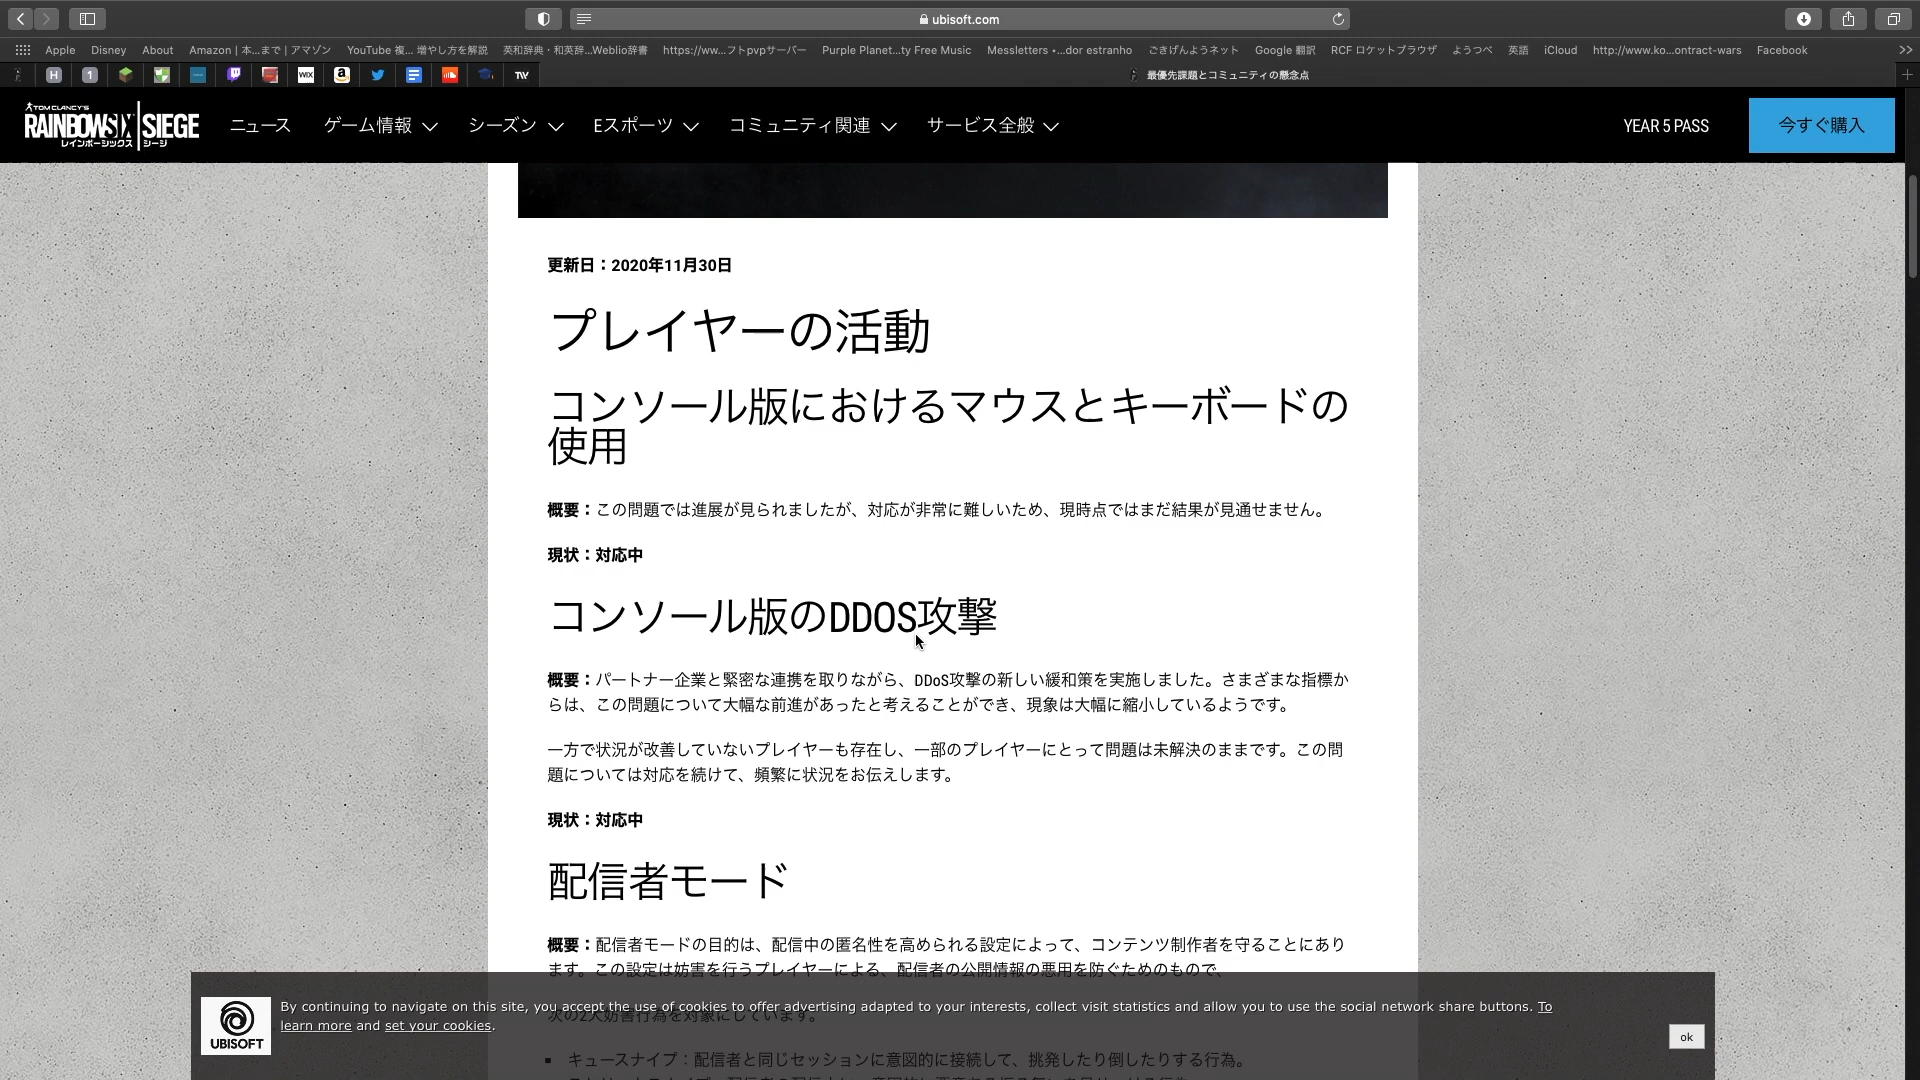 ubisoft.com
Apple Disney About Amazon | 本...まで | アマゾン YouTube 複... 増やし方を解説 英和辞典・和英辞...Weblio辞書 https://ww...フトpvpサーバー Purple Planet...ty Free Music Messletters •...dor estranho ごきげんようネット Google 翻訳 RCF ロケットブラウザ ようつべ 英語 iCloud http://www.ko...ontract-wars Facebook
H 1 WIX a TW 最優先課題とコミュニティの懸念点
TOM CLANCY'S
RAINBOWSIX SIEGE
レインボーシックス シージ
ニュース ゲーム情報 シーズン Eスポーツ コミュニティ関連 サービス全般 YEAR 5 PASS 今すぐ購入
更新日：2020年11月30日
プレイヤーの活動
コンソール版におけるマウスとキーボードの
使用
概要：この問題では進展が見られましたが、対応が非常に難しいため、現時点ではまだ結果が見通せません。
現状：対応中
コンソール版のDDOS攻撃
概要：パートナー企業と緊密な連携を取りながら、DDoS攻撃の新しい緩和策を実施しました。さまざまな指標か
らは、この問題について大幅な前進があったと考えることができ、現象は大幅に縮小しているようです。
一方で状況が改善していないプレイヤーも存在し、一部のプレイヤーにとって問題は未解決のままです。この問
題については対応を続けて、頻繁に状況をお伝えします。
現状：対応中
配信者モード
概要：配信者モードの目的は、配信中の匿名性を高められる設定によって、コンテンツ制作者を守ることにあり
ます。この設定は妨害を行うプレイヤーによる、配信者の公開情報の悪用を防ぐためのもので、
次の2大妨害行為を対象にしています。
By continuing to navigate on this site, you accept the use of cookies to offer advertising adapted to your interests, collect visit statistics and allow you to use the social network share buttons. To
learn more and set your cookies.
UBISOFT
ok
キュースナイプ：配信者と同じセッションに意図的に接続して、挑発したり倒したりする行為。